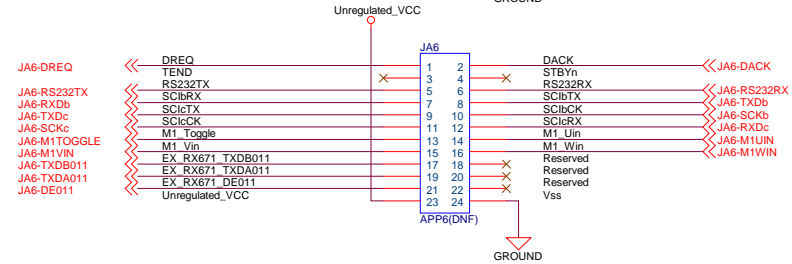 GROUND
Unregulated_VCC
JA6
JA6-DREQ DREQ 1 2 DACK JA6-DACK
TEND 3 4 STBYn
JA6-RS232TX RS232TX 5 6 RS232RX JA6-RS232RX
JA6-RXDb SCIbRX 7 8 SCIbTX JA6-TXDb
JA6-TXDc SCIcTX 9 10 SCIbCK JA6-SCKb
JA6-SCKc SCIcCK 11 12 SCIcRX JA6-RXDc
JA6-M1TOGGLE M1_Toggle 13 14 M1_Uin JA6-M1UIN
JA6-M1VIN M1_Vin 15 16 M1_Win JA6-M1WIN
JA6-TXDB011 EX_RX671_TXDB011 17 18 Reserved
JA6-TXDA011 EX_RX671_TXDA011 19 20 Reserved
JA6-DE011 EX_RX671_DE011 21 22 Reserved
Unregulated_VCC 23 24 Vss
APP6(DNF)
GROUND